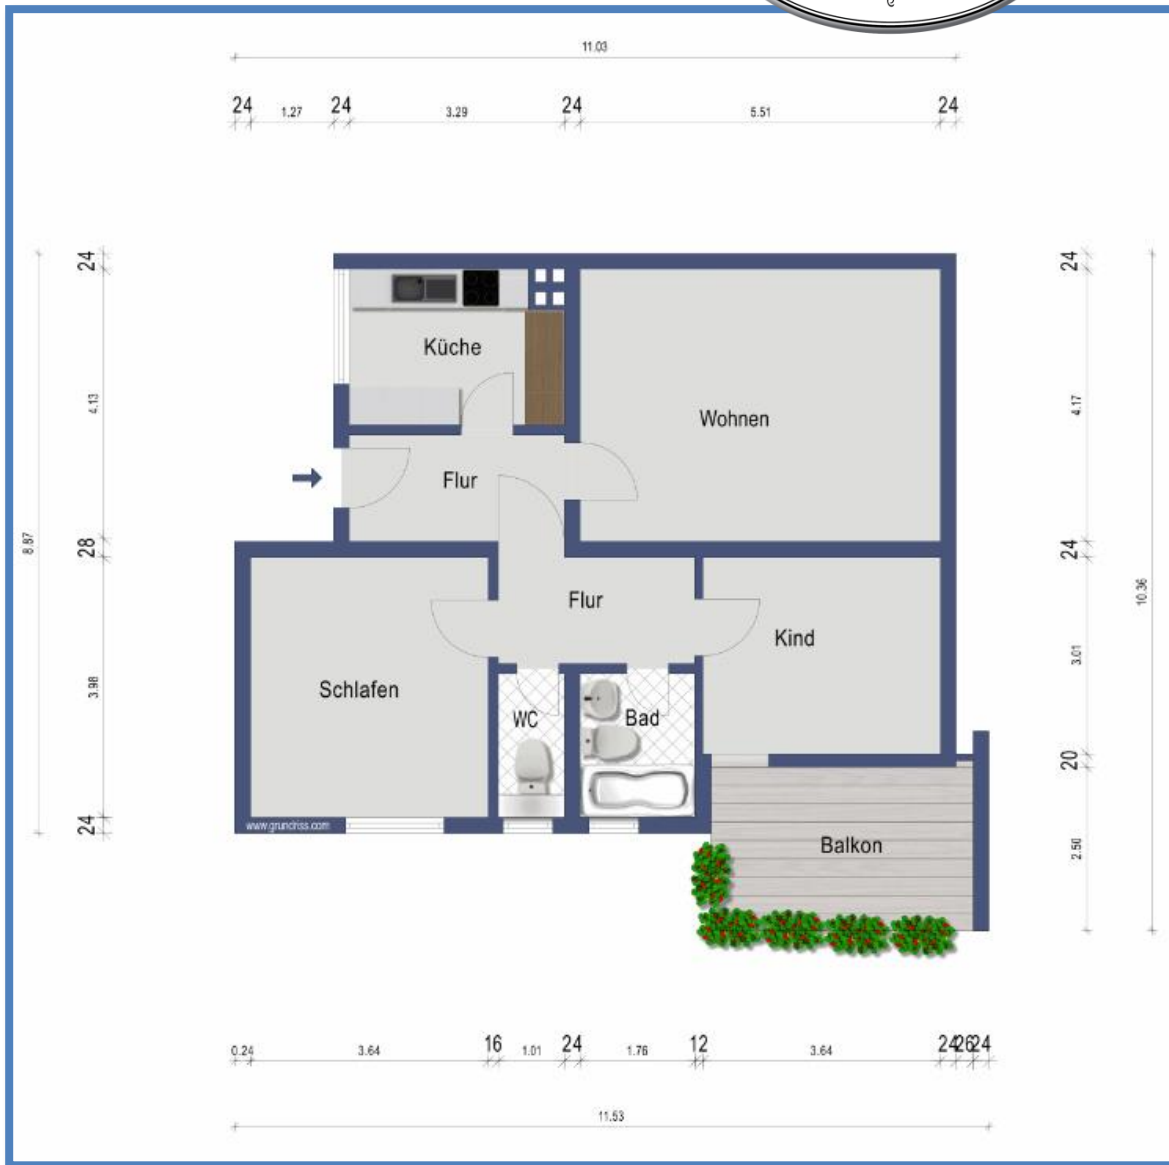 11.03
24 1.27 24 3.29 24 5.51 24
24
4.13
28
3.98
24
8.87
24
4.17
24
3.01
20
2.50
10.36
Küche
Wohnen
Flur
Flur
Kind
Schlafen
WC
Bad
Balkon
www.grundriss.com
0.24 3.64 16 1.01 24 1.76 12 3.64 24 26 24
11.53